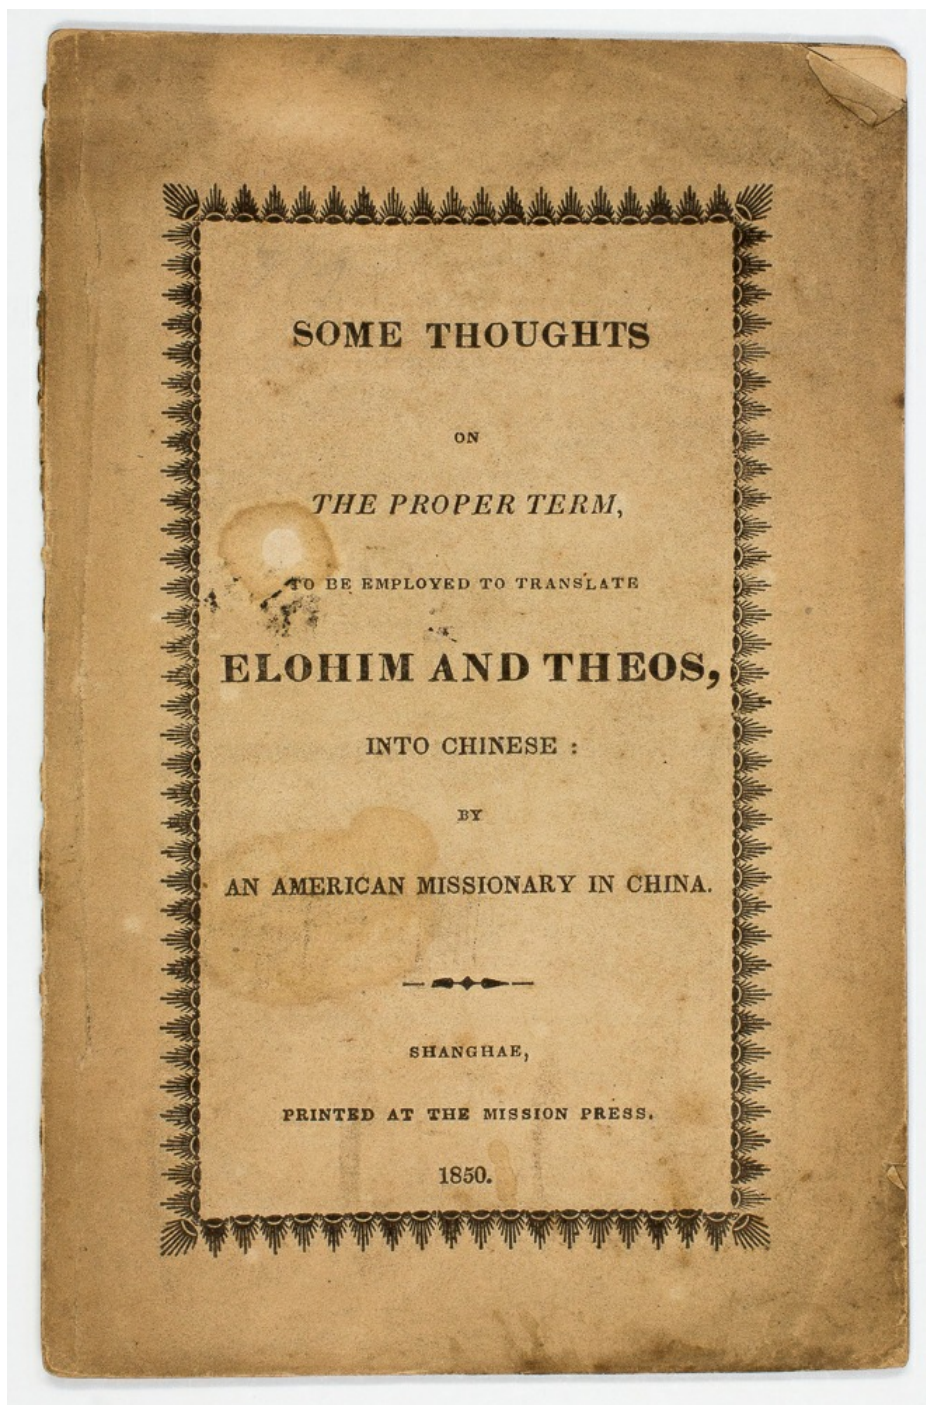 SOME THOUGHTS
ON
THE PROPER TERM,
TO BE EMPLOYED TO TRANSLATE
ELOHIM AND THEOS,
INTO CHINESE :
BY
AN AMERICAN MISSIONARY IN CHINA.
SHANGHAE,
PRINTED AT THE MISSION PRESS.
1850.